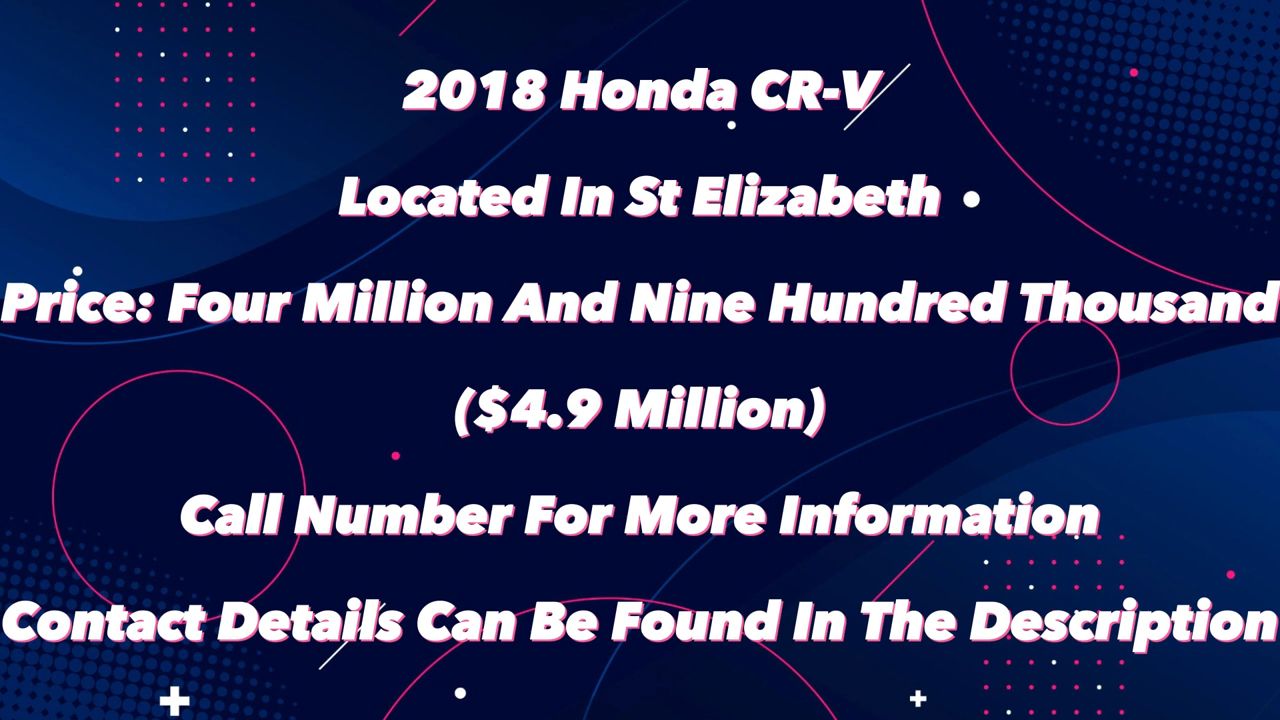 2018 Honda CR-V
Located In St Elizabeth
Price: Four Million And Nine Hundred Thousand
($4.9 Million)
Call Number For More Information
Contact Details Can Be Found In The Description